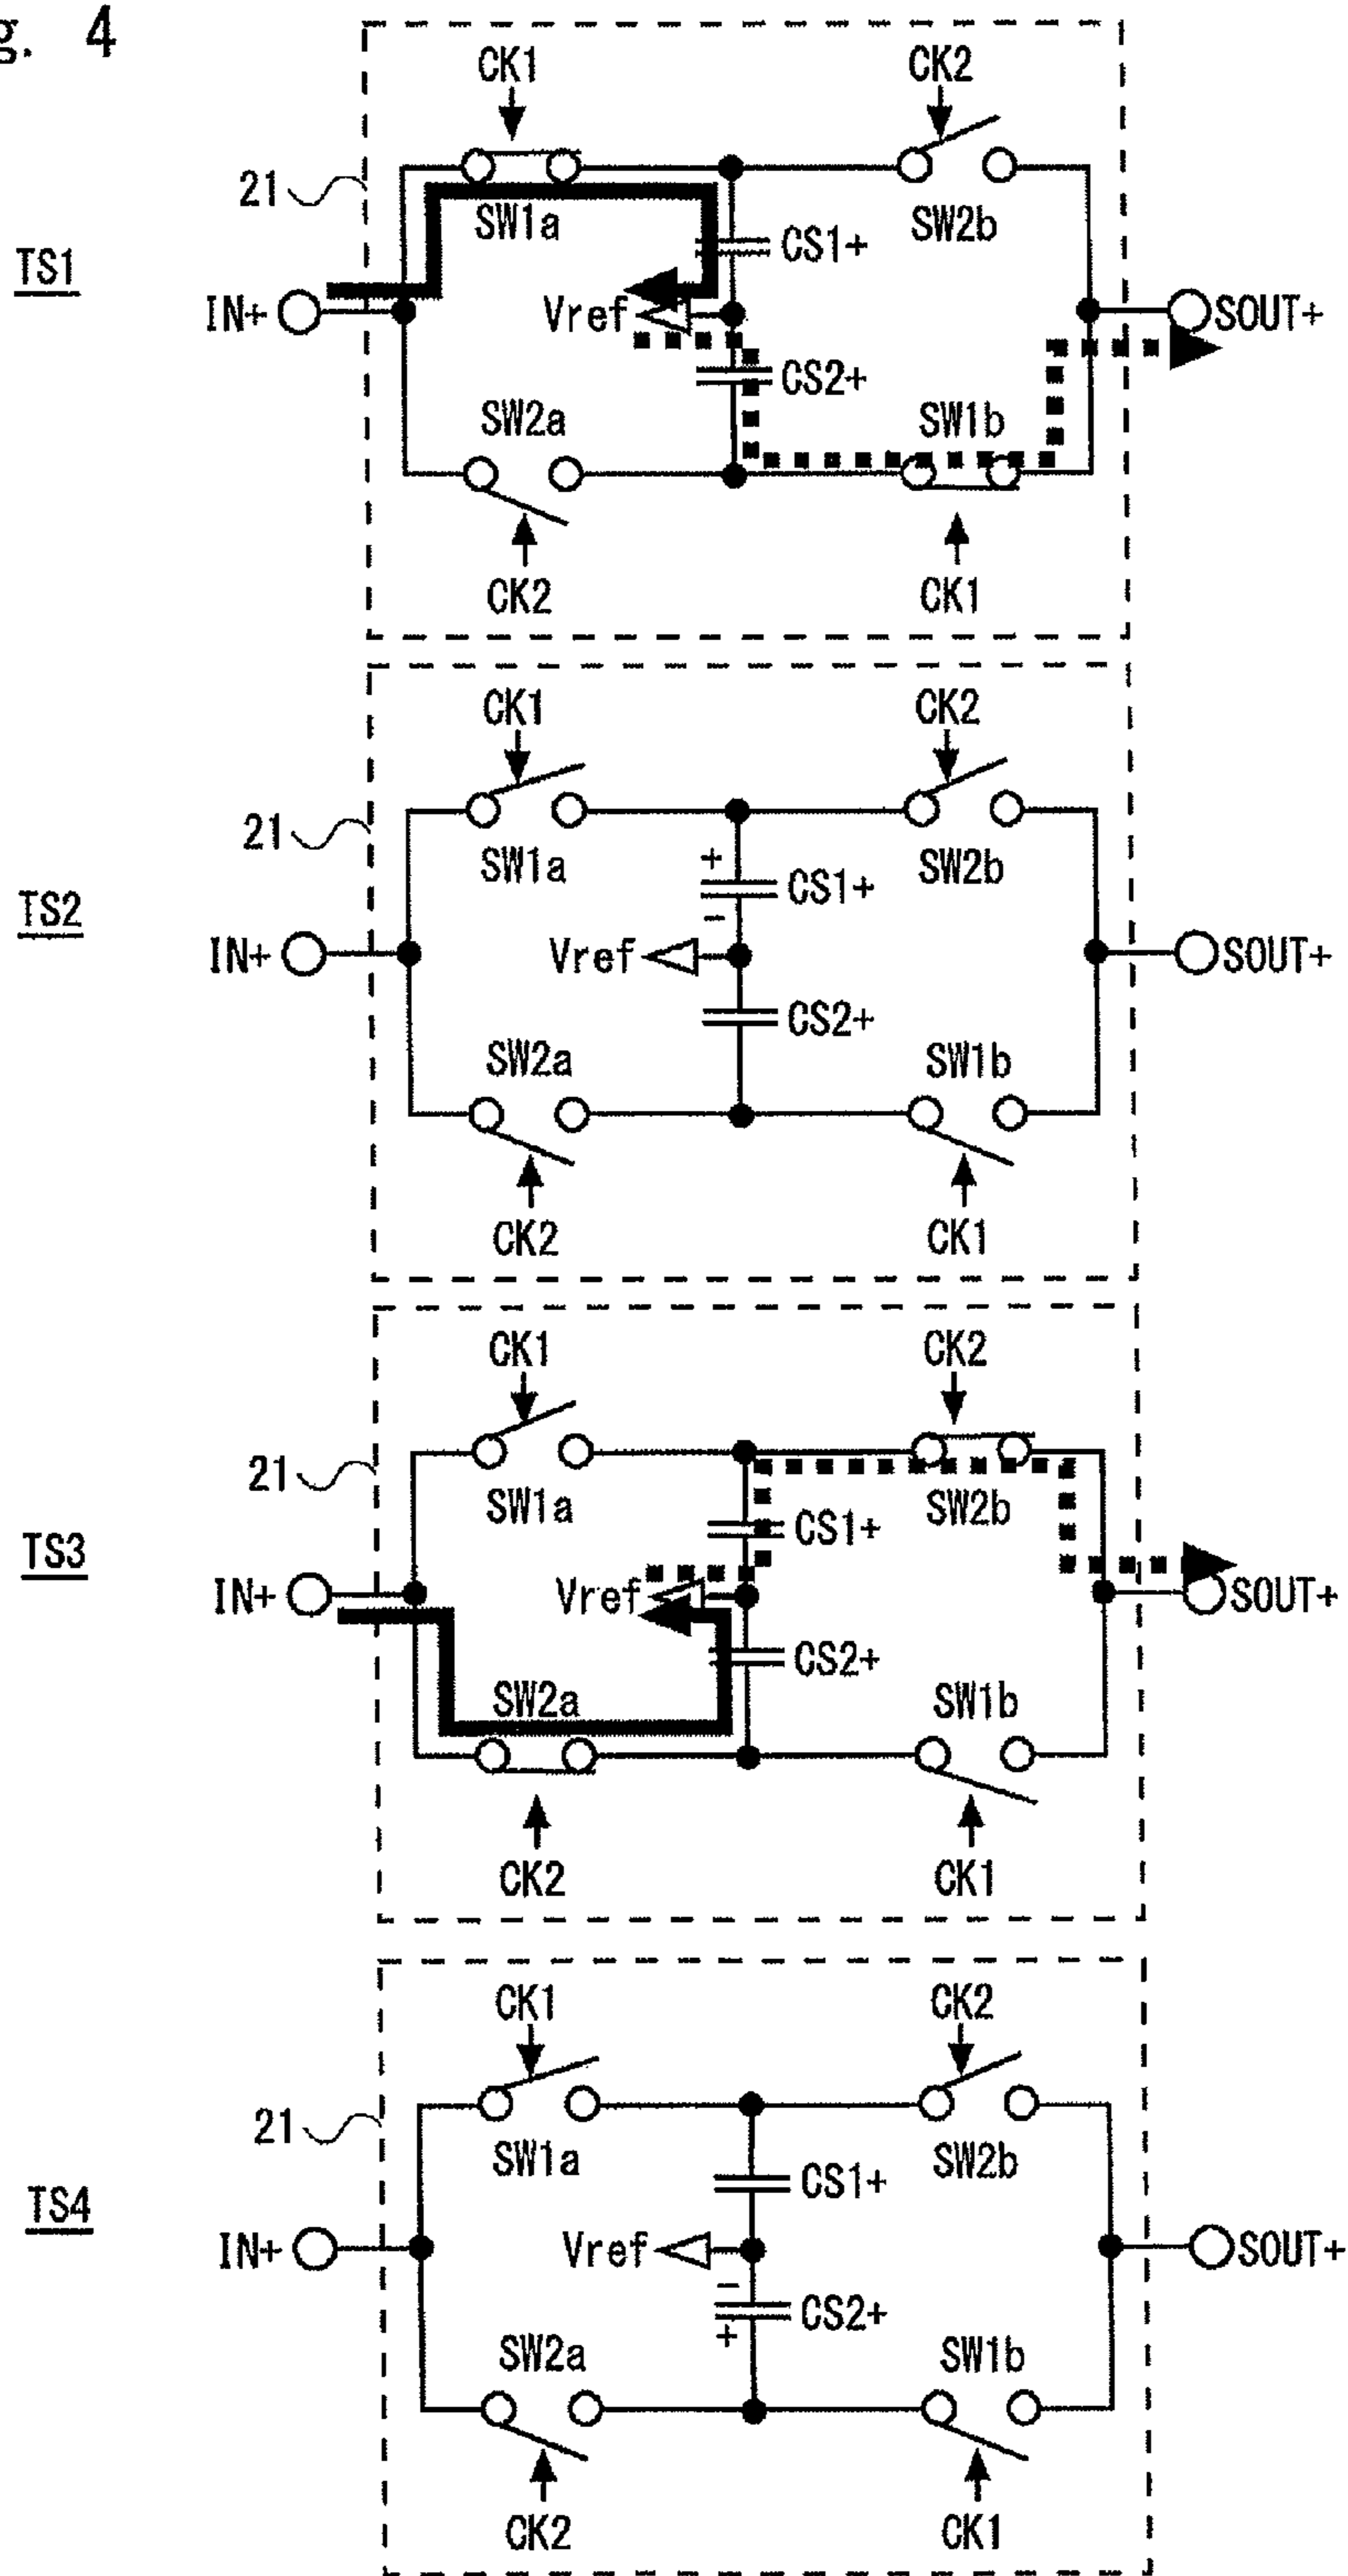 g. 4
CK1 CK2
21
SW1a SW2b
CS1+
TS1
IN+ Vref SOUT+
CS2+
SW2a SW1b
CK2 CK1
CK1 CK2
21
SW1a SW2b
+
CS1+
TS2
-
IN+ Vref SOUT+
CS2+
SW2a SW1b
CK2 CK1
CK1 CK2
21
SW1a SW2b
CS1+
TS3
IN+ Vref SOUT+
CS2+
SW2a SW1b
CK2 CK1
CK1 CK2
21
SW1a SW2b
CS1+
TS4
IN+ Vref SOUT+
-
CS2+
+
SW2a SW1b
CK2 CK1